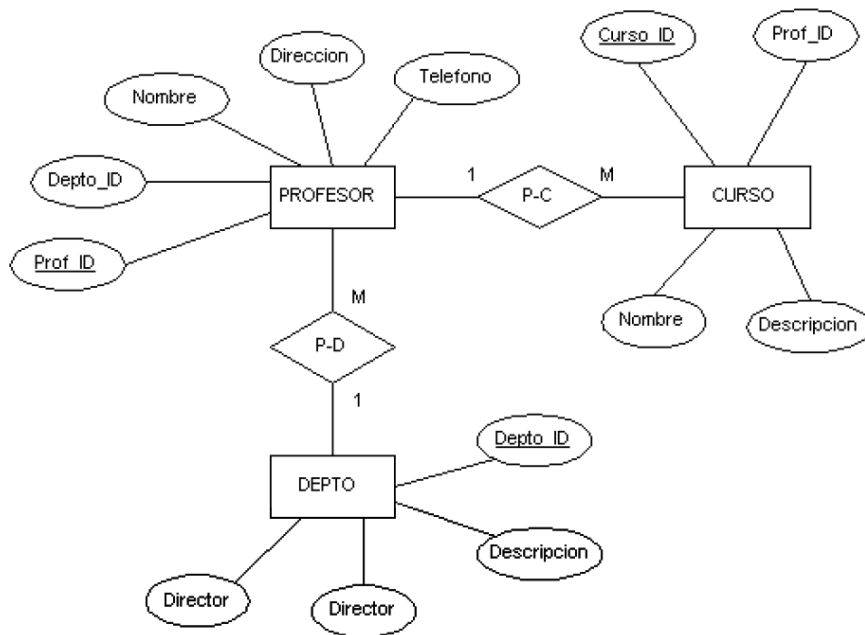 Curso_ID
Prof_ID
Direccion
Telefono
Nombre
Depto_ID
PROFESOR
1
P-C
M
CURSO
Prof_ID
M
Nombre
Descripcion
P-D
1
Depto_ID
DEPTO
Descripcion
Director
Director